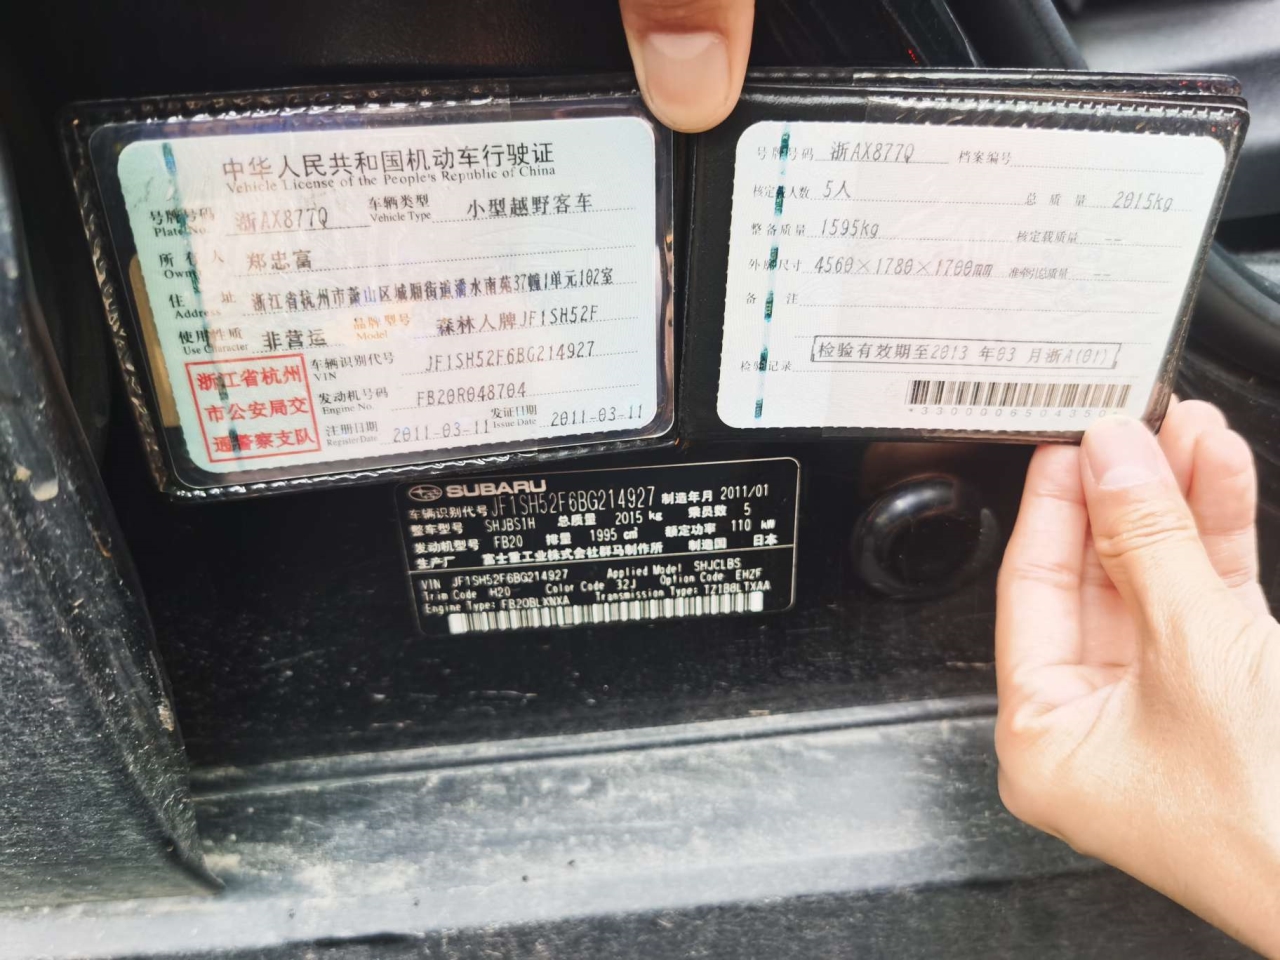 中华人民共和国机动车行驶证
Vehicle License of the People's Republic of China
号牌号码 浙AX877Q 车辆类型 小型越野客车
Plate No. Vehicle Type
所有人 郑忠富
Owner
住址 浙江省杭州市萧山区城厢街道滴水南苑37幢1单元102室
Address
使用性质 非营运 品牌型号 森林人牌JF1SH52F
Use Character Model
浙江省杭州
市公安局交
通警察支队
车辆识别代号 JF1SH52F6BG214927
VIN
发动机号码 FB20R048704
Engine No.
注册日期 2011-03-11 发证日期 2011-03-11
Register Date Issue Date
号牌号码 浙AX877Q 档案编号
核定载人数 5人 总质量 2015kg
整备质量 1595kg 核定载质量 --
外廓尺寸 4560×1780×1700mm 准牵引总质量 --
备注
检验有效期至2013年03月浙A(01)
检验记录
*3300006504350
SUBARU
车辆识别代号 JF1SH52F6BG214927 制造年月 2011/01
整车型号 SHJBS1H 总质量 2015 kg 乘员数 5
发动机型号 FB20 排量 1995 cm³ 额定功率 110 kW
生产厂 富士重工业株式会社群马制作所 制造国 日本
VIN JF1SH52F6BG214927 Applied Model SHJCLBS
Trim Code H20 Color Code 32J Option Code EHZF
Engine Type: FB20BLXNXA Transmission Type: TZ1B8LTXAA